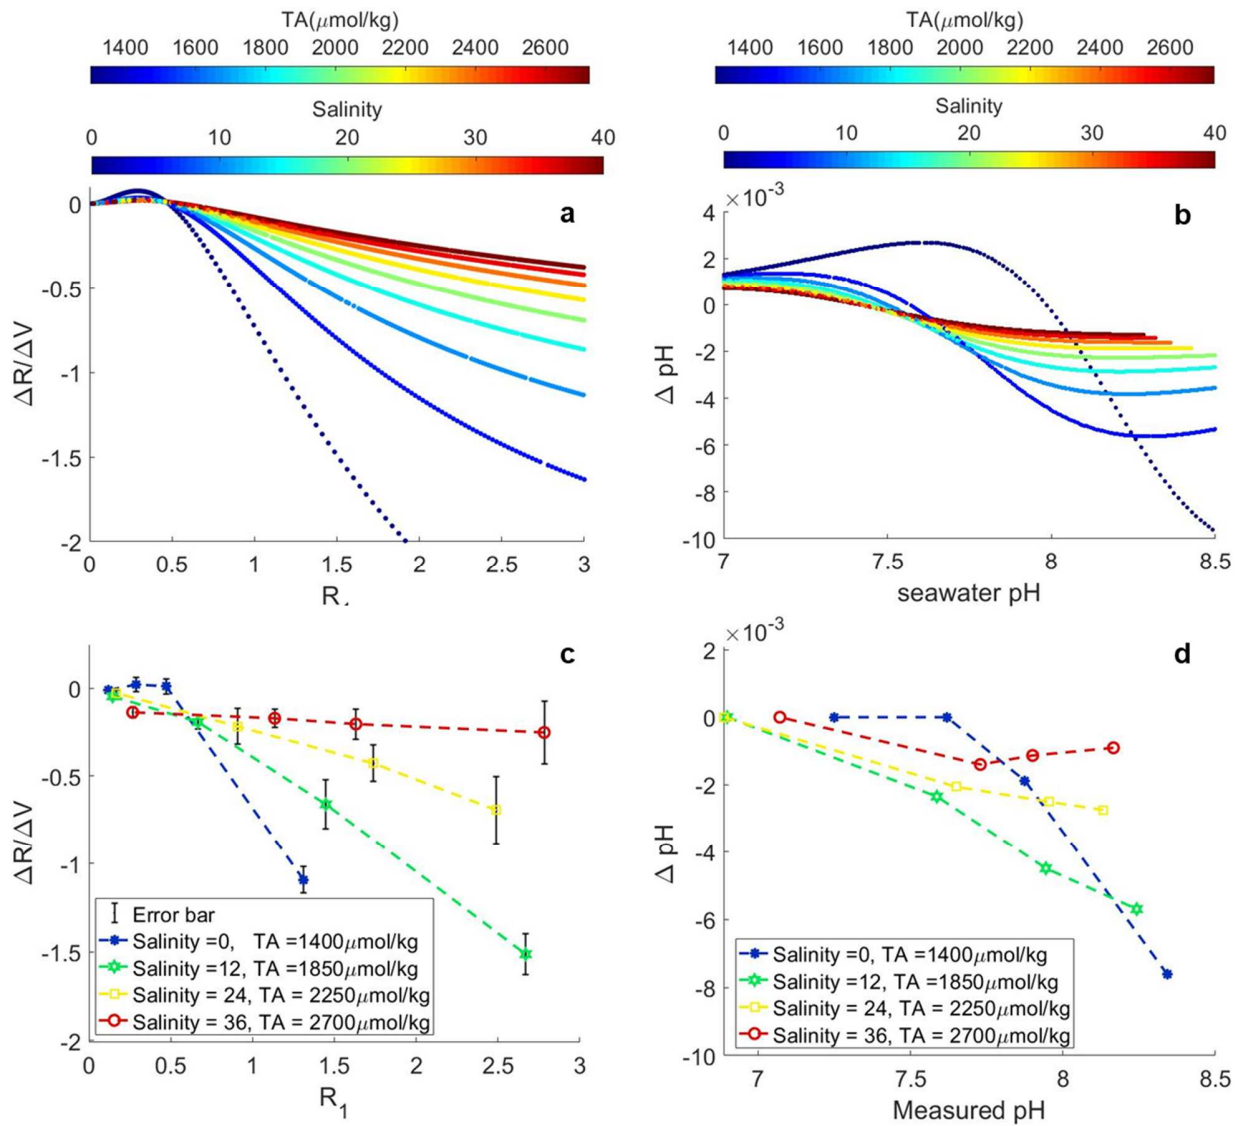 TA(μmol/kg)
1400 1600 1800 2000 2200 2400 2600
Salinity
0 10 20 30 40
a
0
-0.5
-1
-1.5
-2
ΔR/ΔV
0 0.5 1 1.5 2 2.5 3
TA(μmol/kg)
1400 1600 1800 2000 2200 2400 2600
Salinity
0 10 20 30 40
×10⁻³
b
4
2
0
-2
-4
-6
-8
-10
Δ pH
7 7.5 8 8.5
seawater pH
c
0
-0.5
-1
-1.5
-2
ΔR/ΔV
Error bar
Salinity =0, TA =1400μmol/kg
Salinity =12, TA =1850μmol/kg
Salinity = 24, TA = 2250μmol/kg
Salinity = 36, TA = 2700μmol/kg
0 0.5 1 1.5 2 2.5 3
R₁
×10⁻³
d
2
0
-2
-4
-6
-8
-10
Δ pH
Salinity =0, TA =1400μmol/kg
Salinity =12, TA =1850μmol/kg
Salinity = 24, TA = 2250μmol/kg
Salinity = 36, TA = 2700μmol/kg
7 7.5 8 8.5
Measured pH